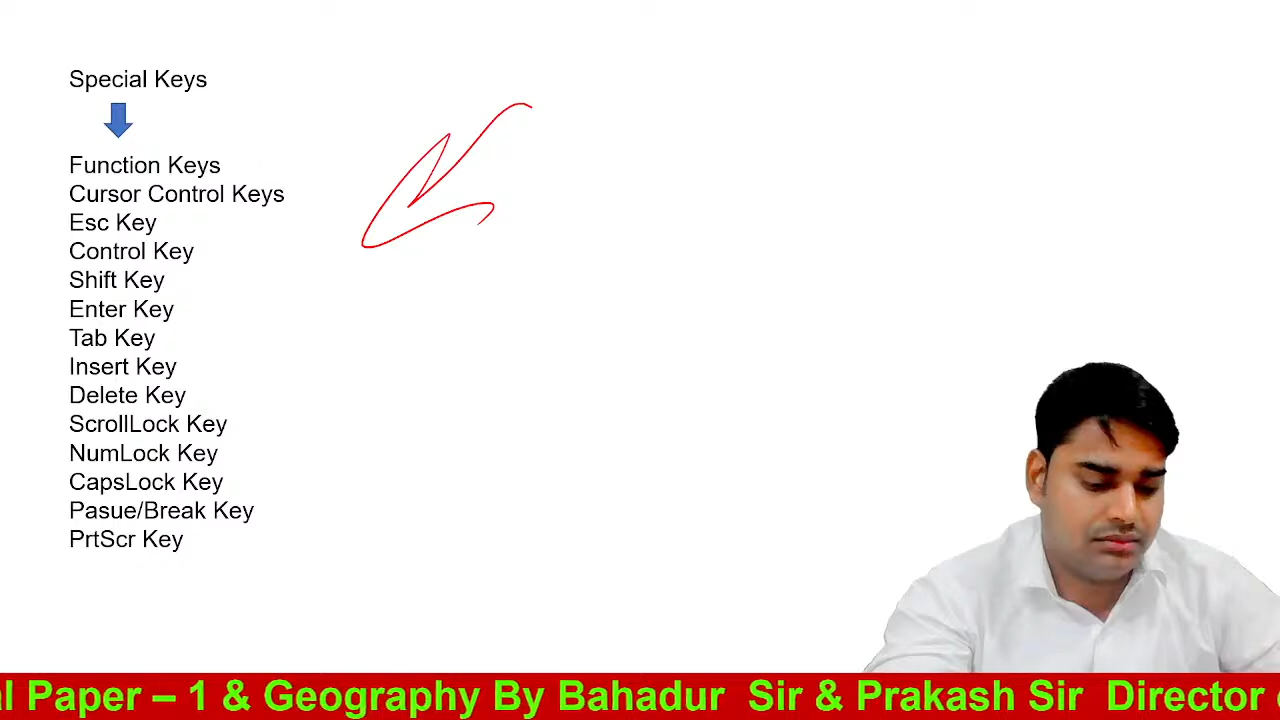 Special Keys
Function Keys
Cursor Control Keys
Esc Key
Control Key
Shift Key
Enter Key
Tab Key
Insert Key
Delete Key
ScrollLock Key
NumLock Key
CapsLock Key
Pasue/Break Key
PrtScr Key
al Paper – 1 & Geography By Bahadur Sir & Prakash Sir Director